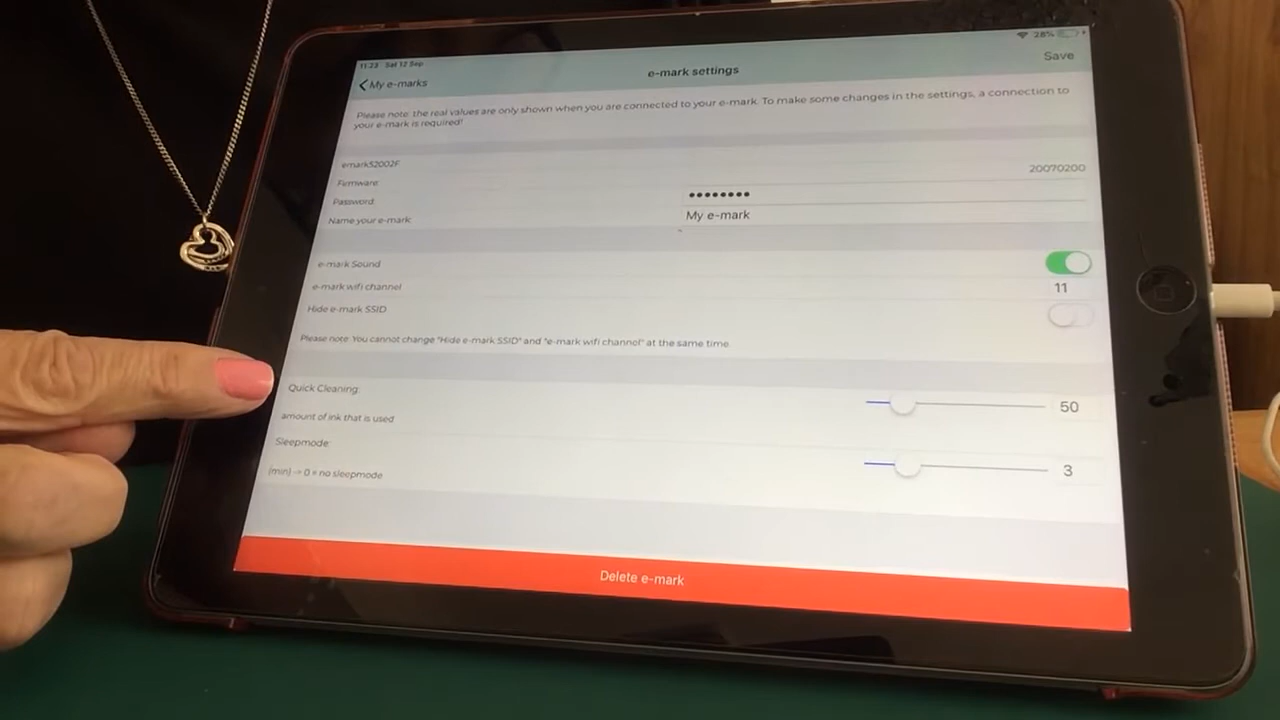 11:23 Sat 12 Sep 28%
My e-marks e-mark settings Save
Please note: the real values are only shown when you are connected to your e-mark. To make some changes in the settings, a connection to
your e-mark is required!
emark52002F
Firmware: 20070200
Password: ••••••••
Name your e-mark: My e-mark
e-mark Sound
e-mark wifi channel 11
Hide e-mark SSID
Please note: You cannot change "Hide e-mark SSID" and "e-mark wifi channel" at the same time.
Quick Cleaning:
amount of ink that is used 50
Sleepmode:
(min) -> 0 = no sleepmode 3
Delete e-mark